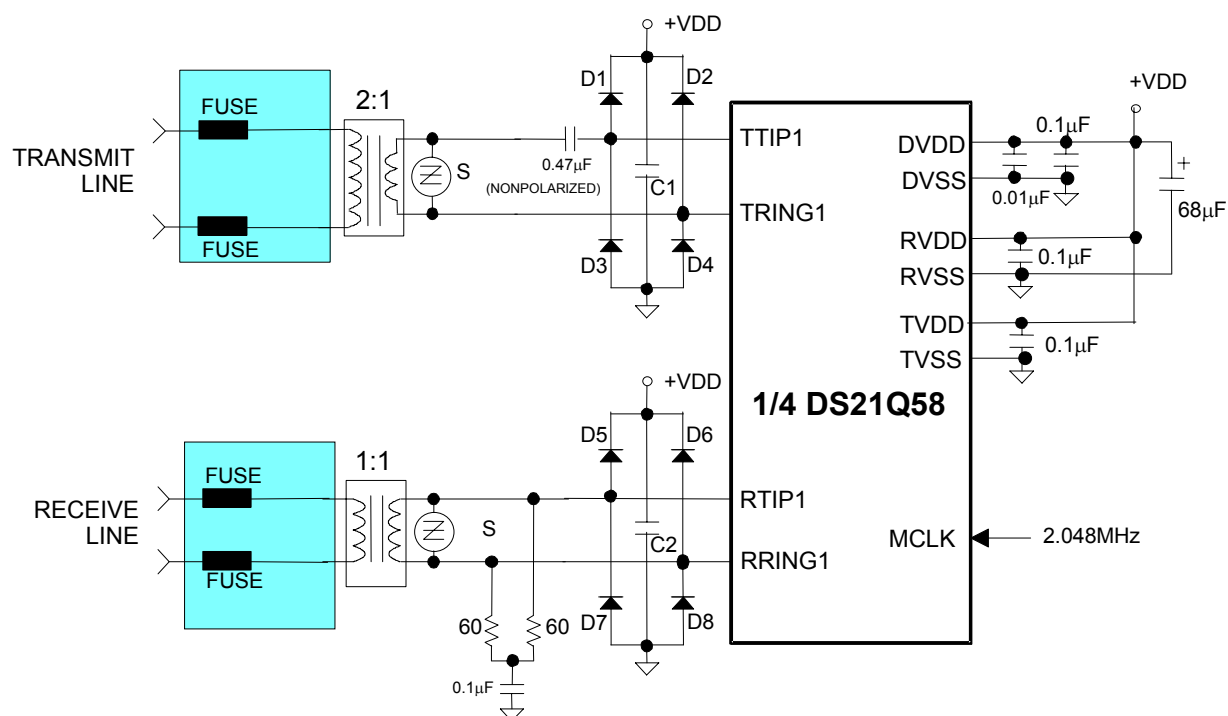 +VDD
FUSE
2:1
D1
D2
+VDD
TRANSMIT
LINE
S
0.47µF
(NONPOLARIZED)
C1
FUSE
D3
D4
TTIP1
TRING1
DVDD
DVSS
RVDD
RVSS
TVDD
TVSS
0.1µF
0.01µF
+
68µF
0.1µF
0.1µF
1/4 DS21Q58
+VDD
FUSE
1:1
D5
D6
RECEIVE
LINE
S
C2
FUSE
D7
D8
60
60
0.1µF
RTIP1
RRING1
MCLK
2.048MHz